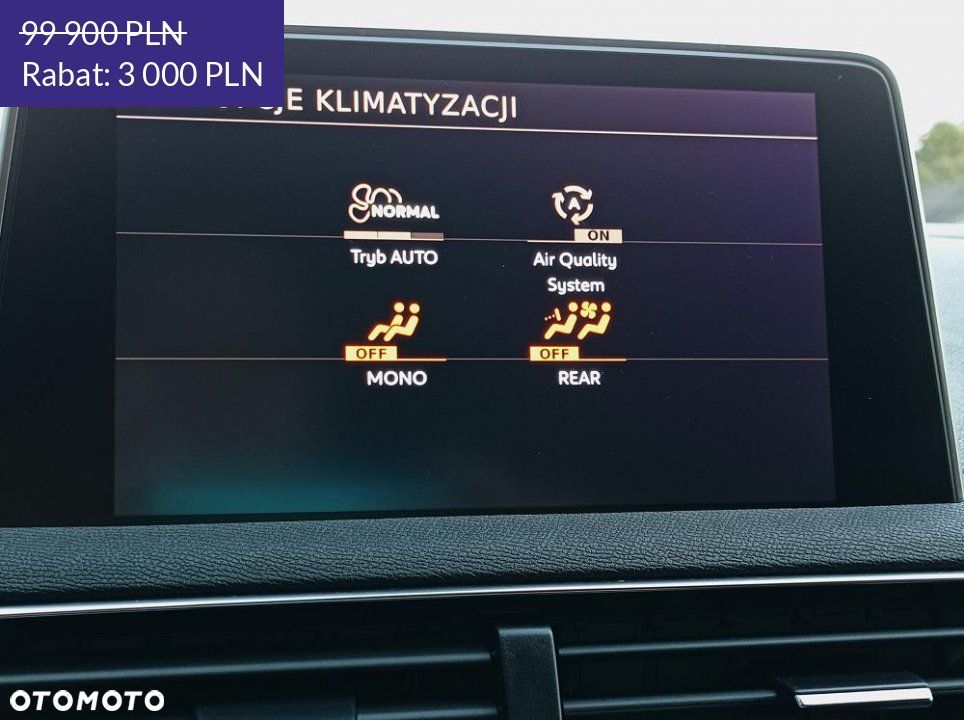 99 900 PLN
Rabat: 3 000 PLN
KLIMATYZACJI
NORMAL
A
ON
Tryb AUTO
Air Quality
System
OFF
OFF
MONO
REAR
OTOMOTO